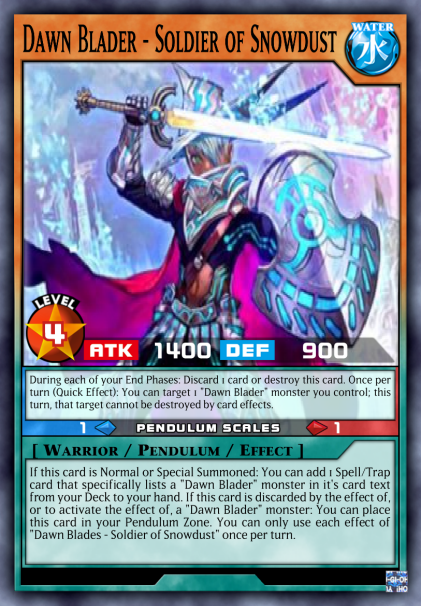 Dawn Blader - Soldier of Snowdust
WATER
水
LEVEL
4
ATK 1400 DEF 900
During each of your End Phases: Discard 1 card or destroy this card. Once per
turn (Quick Effect): You can target 1 "Dawn Blader" monster you control; this
turn, that target cannot be destroyed by card effects.
1 PENDULUM SCALES 1
[ Warrior / Pendulum / Effect ]
If this card is Normal or Special Summoned: You can add 1 Spell/Trap
card that specifically lists a "Dawn Blader" monster in it's card text
from your Deck to your hand. If this card is discarded by the effect of,
or to activate the effect of, a "Dawn Blader" monster: You can place
this card in your Pendulum Zone. You can only use each effect of
"Dawn Blades - Soldier of Snowdust" once per turn.